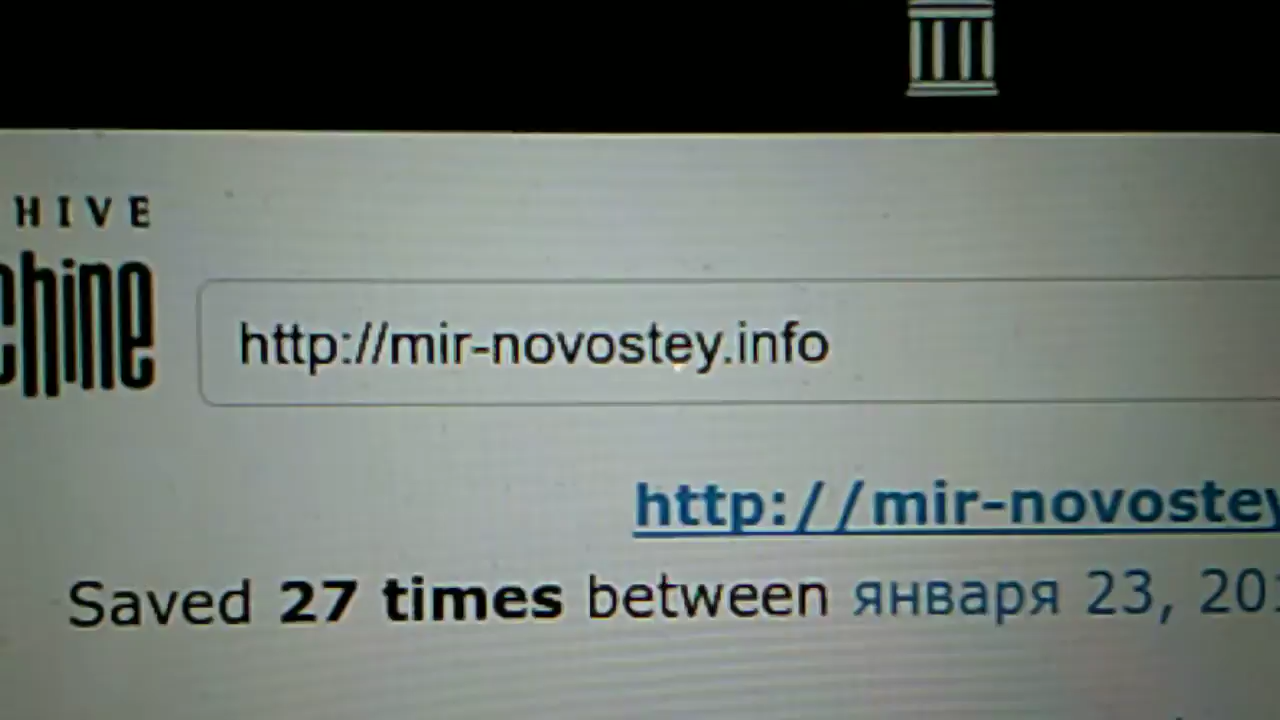 HIVE
chine
http://mir-novostey.info
http://mir-novostey
Saved 27 times between января 23, 20